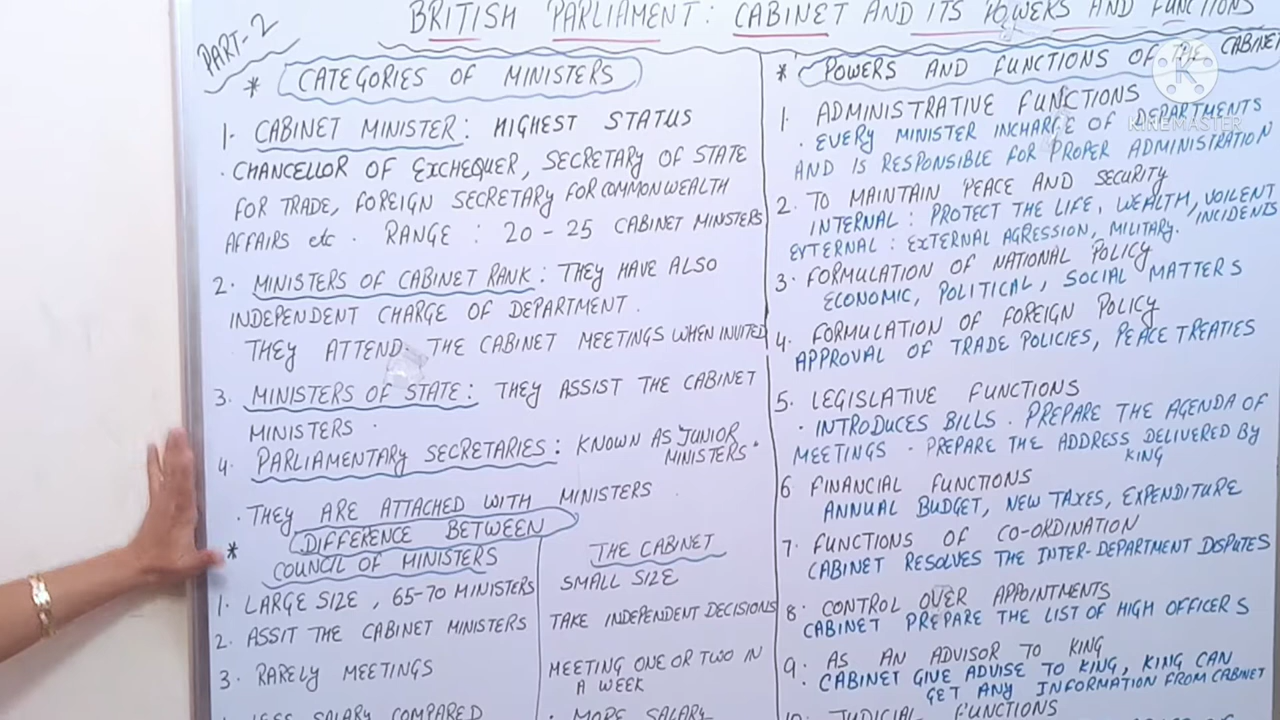 BRITISH PARLIAMENT: CABINET AND ITS POWERS AND FUNCTIONS
PART-2
* CATEGORIES OF MINISTERS
1. CABINET MINISTER: HIGHEST STATUS
. CHANCELLOR OF EXCHEQUER, SECRETARY OF STATE
FOR TRADE, FOREIGN SECRETARY FOR COMMONWEALTH
AFFAIRS etc. RANGE: 20-25 CABINET MINSTERS
2. MINISTERS OF CABINET RANK: THEY HAVE ALSO
INDEPENDENT CHARGE OF DEPARTMENT.
THEY ATTEND THE CABINET MEETINGS WHEN INVITED
3. MINISTERS OF STATE: THEY ASSIST THE CABINET
MINISTERS.
4. PARLIAMENTARY SECRETARIES: KNOWN AS JUNIOR
MINISTERS.
. THEY ARE ATTACHED WITH MINISTERS
* DIFFERENCE BETWEEN
COUNCIL OF MINISTERS
1. LARGE SIZE, 65-70 MINISTERS
2. ASSIT THE CABINET MINISTERS
3. RARELY MEETINGS
LESS SALARY COMPARED
THE CABINET
SMALL SIZE
TAKE INDEPENDENT DECISIONS
MEETING ONE OR TWO IN
A WEEK
. MORE SALARY
* POWERS AND FUNCTIONS OF THE CABINET
KINEMASTER
1. ADMINISTRATIVE FUNCTIONS
. EVERY MINISTER INCHARGE OF DEPARTMENTS
AND IS RESPONSIBLE FOR PROPER ADMINISTRATION
2. TO MAINTAIN PEACE AND SECURITY
INTERNAL: PROTECT THE LIFE, WEALTH, VOILENT
INCIDENTS
EXTERNAL: EXTERNAL AGRESSION, MILITARY.
3. FORMULATION OF NATIONAL POLICY
ECONOMIC, POLITICAL, SOCIAL MATTERS
4. FORMULATION OF FOREIGN POLICY
APPROVAL OF TRADE POLICIES, PEACE TREATIES
5. LEGISLATIVE FUNCTIONS
. INTRODUCES BILLS. PREPARE THE AGENDA OF
MEETINGS - PREPARE THE ADDRESS DELIVERED BY
KING
6 FINANCIAL FUNCTIONS
ANNUAL BUDGET, NEW TAXES, EXPENDITURE
7. FUNCTIONS OF CO-ORDINATION
CABINET RESOLVES THE INTER-DEPARTMENT DISPUTES
8. CONTROL OVER APPOINTMENTS
CABINET PREPARE THE LIST OF HIGH OFFICERS
9. AS AN ADVISOR TO KING
. CABINET GIVE ADVISE TO KING, KING CAN
GET ANY INFORMATION FROM CABINET
10. JUDICIAL FUNCTIONS